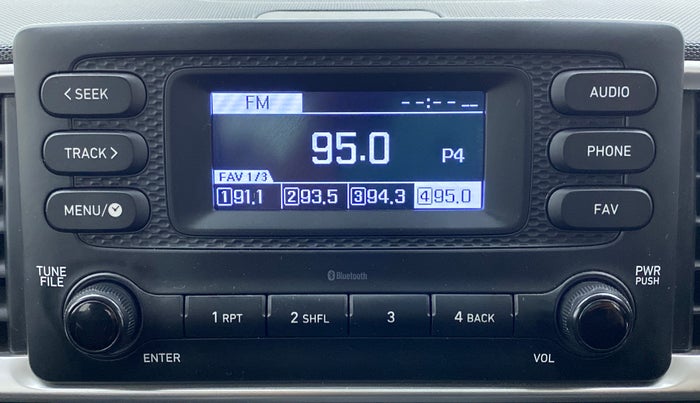 < SEEK
TRACK >
MENU/
FM
--:-- --
95.0
P4
FAV 1/3
1 91.1 2 93.5 3 94.3 4 95.0
AUDIO
PHONE
FAV
Bluetooth
TUNE
FILE
ENTER
1 RPT
2 SHFL
3
4 BACK
PWR
PUSH
VOL